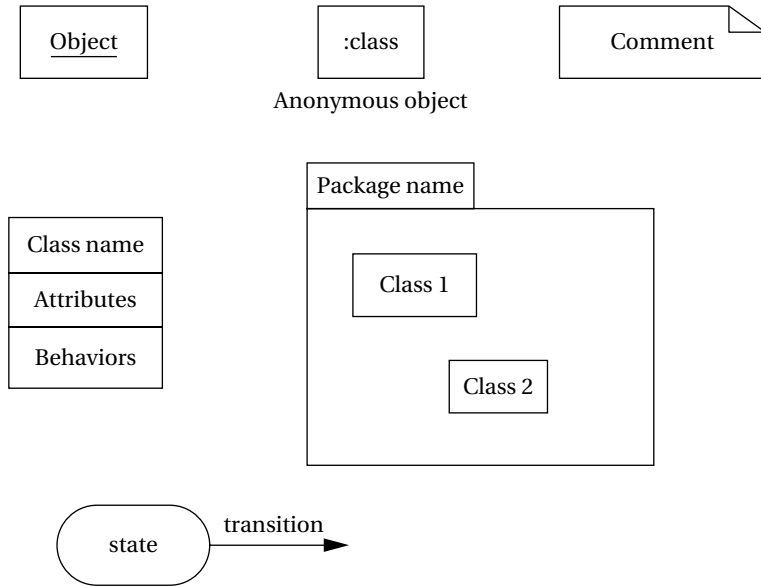 Object
:class
Comment
Anonymous object
Package name
Class name
Attributes
Behaviors
Class 1
Class 2
state
transition